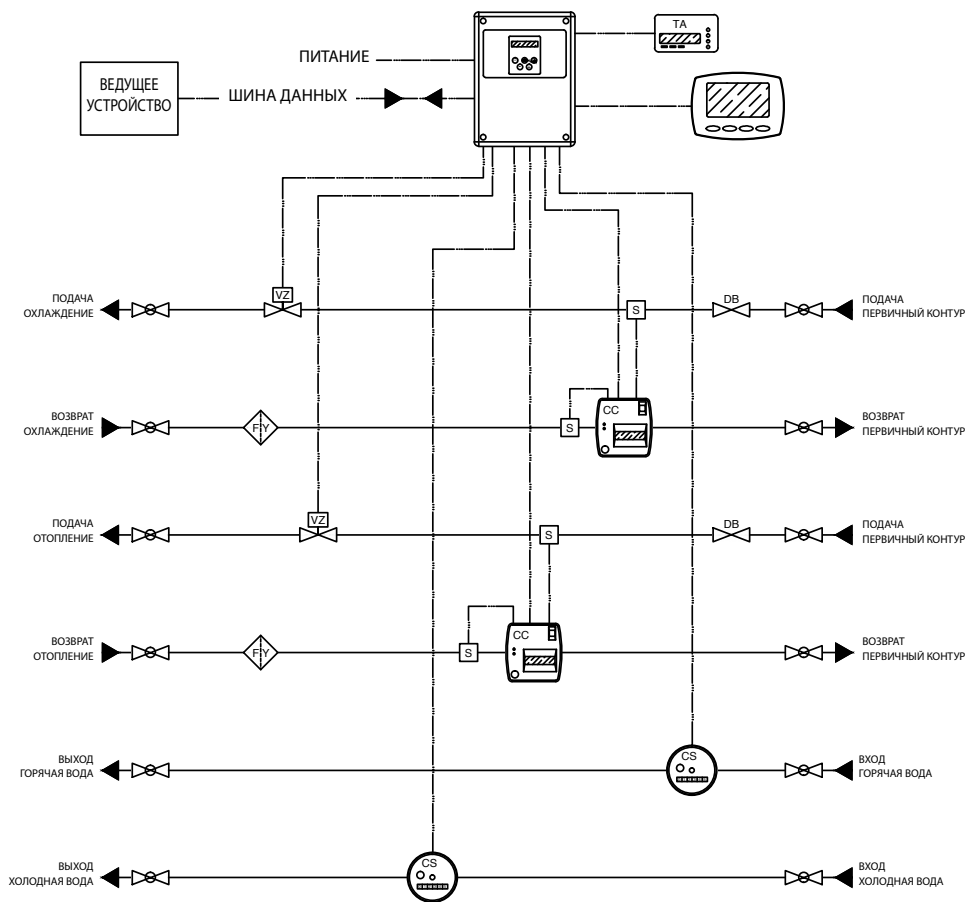 TA
ПИТАНИЕ
ВЕДУЩЕЕ
УСТРОЙСТВО
ШИНА ДАННЫХ
ПОДАЧА
ОХЛАЖДЕНИЕ
VZ
S
DB
ПОДАЧА
ПЕРВИЧНЫЙ КОНТУР
ВОЗВРАТ
ОХЛАЖДЕНИЕ
FY
S
CC
ВОЗВРАТ
ПЕРВИЧНЫЙ КОНТУР
ПОДАЧА
ОТОПЛЕНИЕ
VZ
S
DB
ПОДАЧА
ПЕРВИЧНЫЙ КОНТУР
ВОЗВРАТ
ОТОПЛЕНИЕ
FY
S
CC
ВОЗВРАТ
ПЕРВИЧНЫЙ КОНТУР
ВЫХОД
ГОРЯЧАЯ ВОДА
CS
ВХОД
ГОРЯЧАЯ ВОДА
ВЫХОД
ХОЛОДНАЯ ВОДА
CS
ВХОД
ХОЛОДНАЯ ВОДА